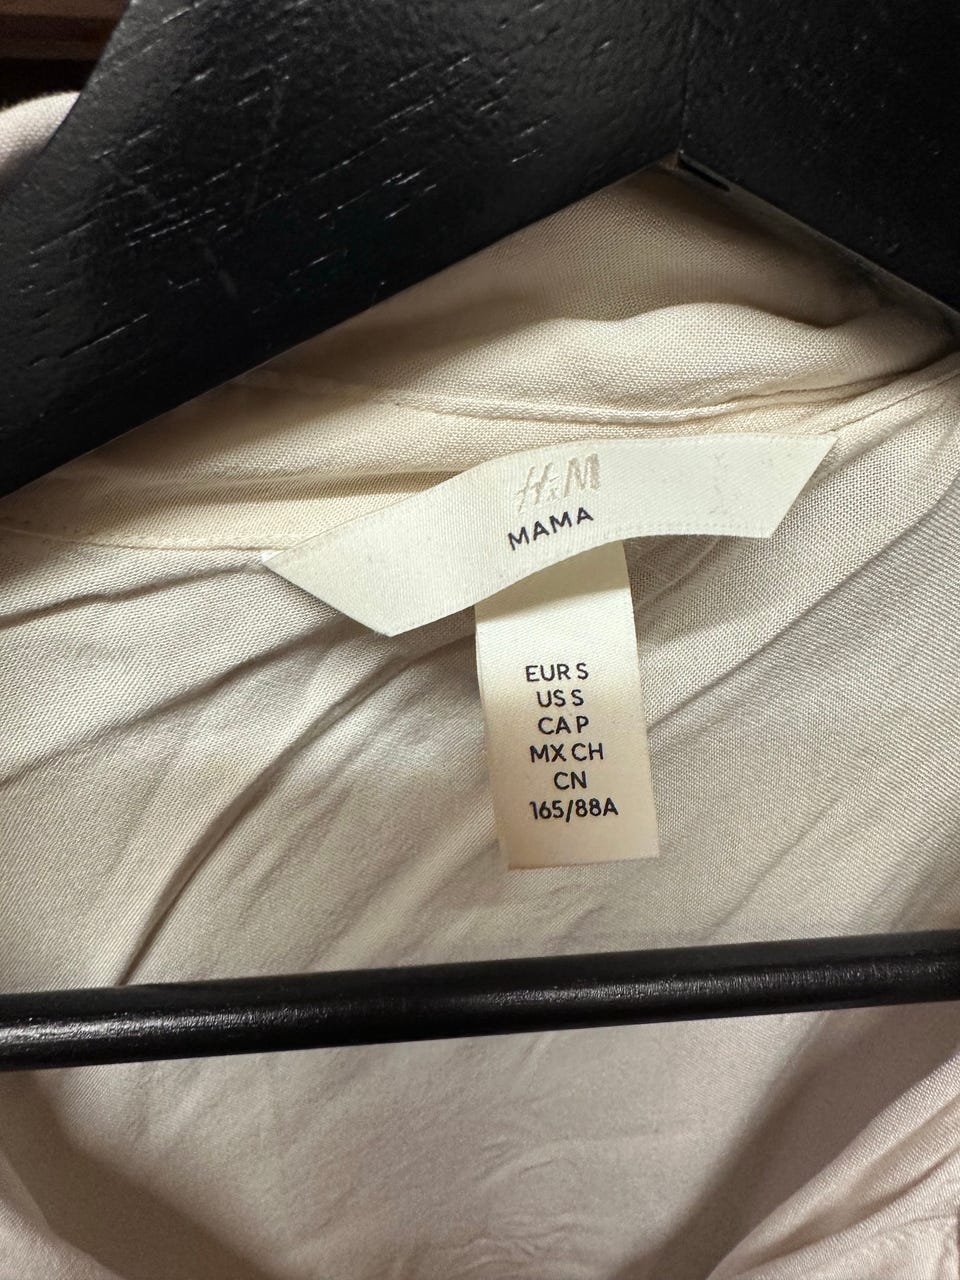 H&M
MAMA
EUR S
US S
CA P
MX CH
CN
165/88A